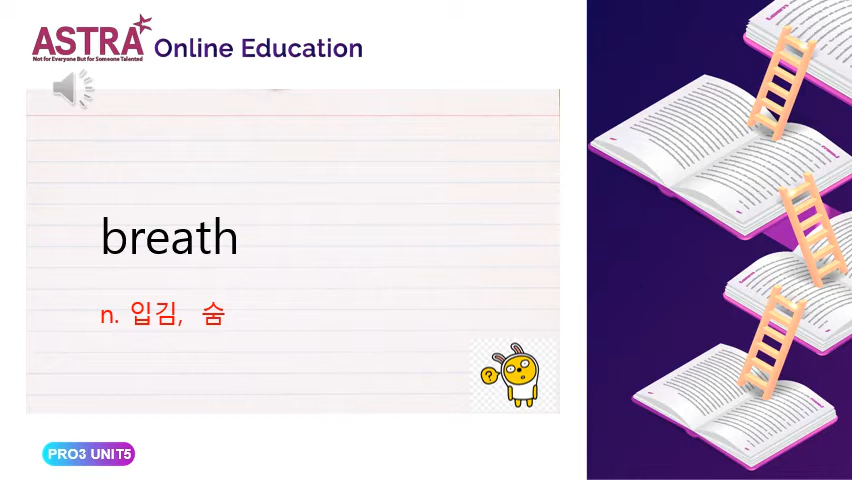 ASTRA Online Education
Not for Everyone But for Someone Talented
breath
n. 입김, 숨
?
PRO3 UNIT5